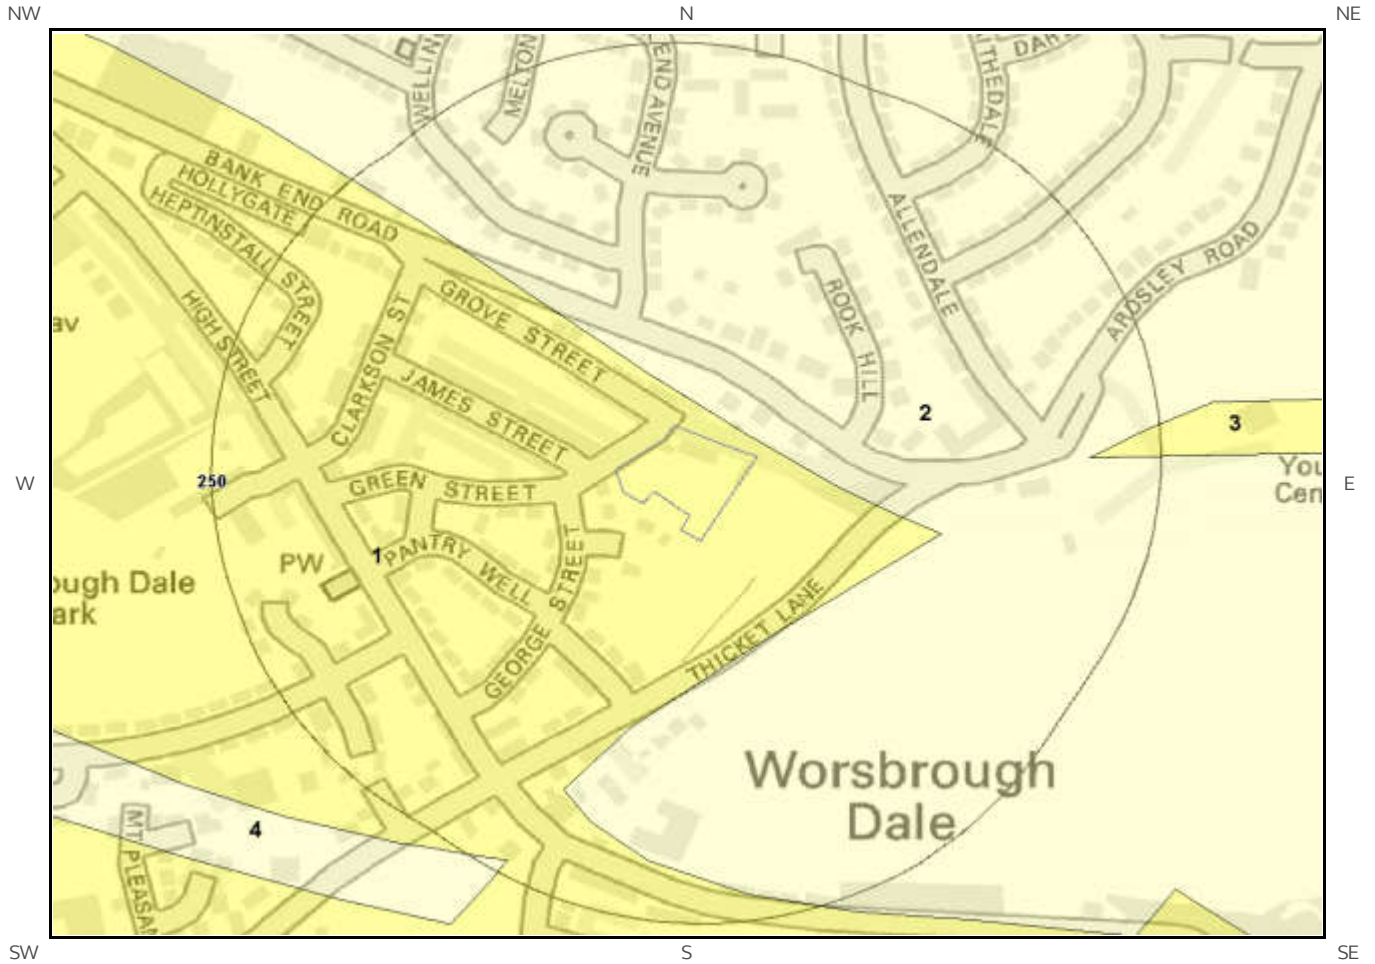 NW
N
NE
WELLIN
MELTON
END AVENUE
THEDALE
BANK END ROAD
HOLLYGATE
HEPTINSTALL STREET
ALLENDALE
ARDSLEY ROAD
HIGH STREET
CLARKSON ST
GROVE STREET
ROOK HILL
av
JAMES STREET
2
3
W
250
GREEN STREET
E
You
Cen
1
PANTRY WELL
PW
STREET
GEORGE
ough Dale
ark
THICKET LANE
Worsbrough
Dale
4
MT PLEASA
SW
S
SE